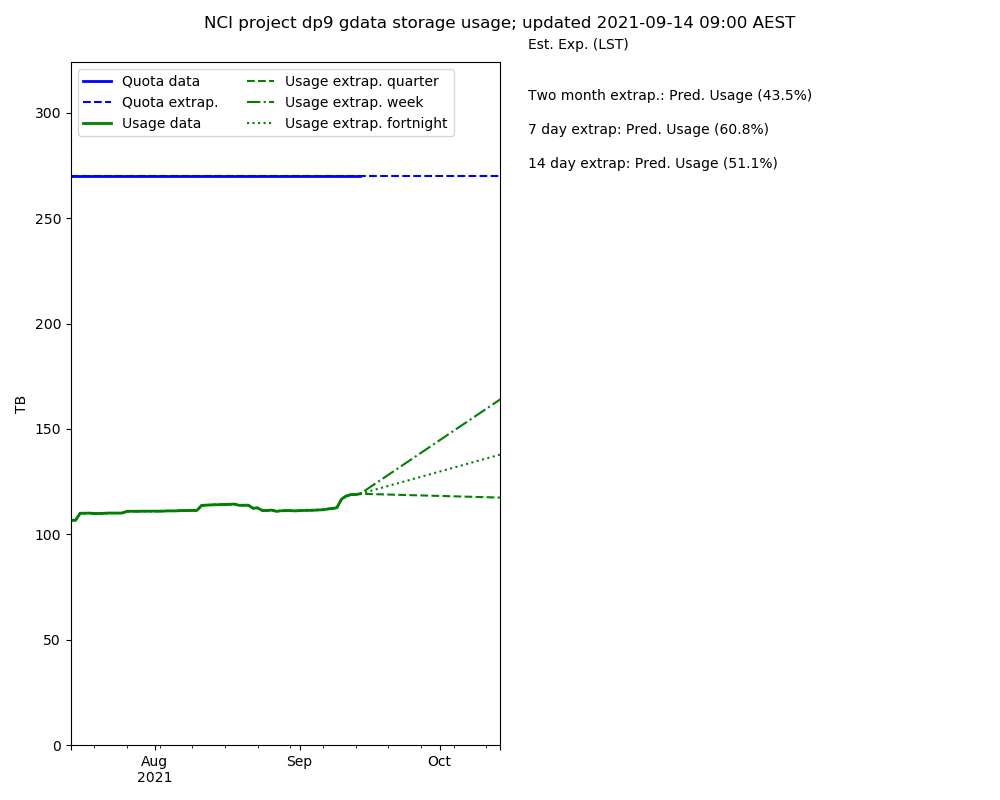 NCI project dp9 gdata storage usage; updated 2021-09-14 09:00 AEST
Est. Exp. (LST)
Two month extrap.: Pred. Usage (43.5%)
7 day extrap: Pred. Usage (60.8%)
14 day extrap: Pred. Usage (51.1%)
Quota data
Quota extrap.
Usage data
Usage extrap. quarter
Usage extrap. week
Usage extrap. fortnight
TB
300
250
200
150
100
50
0
Aug
2021
Sep
Oct